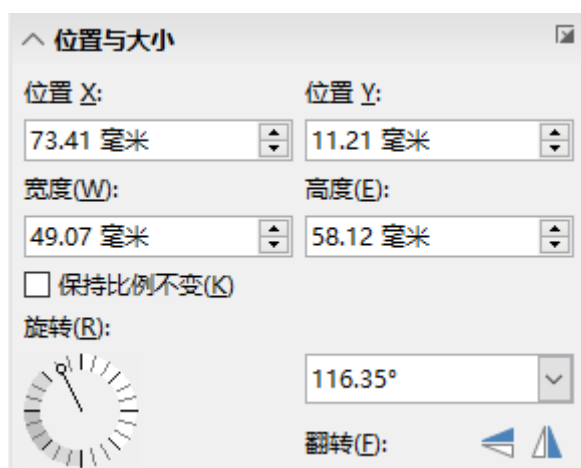 位置与大小
位置 X: 位置 Y:
73.41 毫米 11.21 毫米
宽度(W): 高度(E):
49.07 毫米 58.12 毫米
保持比例不变(K)
旋转(R):
116.35°
翻转(F):